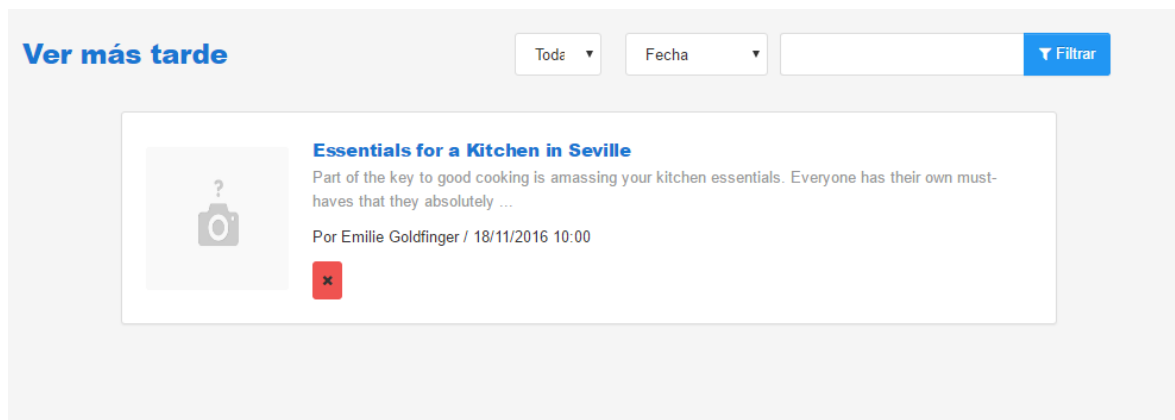 Ver más tarde
Toda
Fecha
Filtrar
Essentials for a Kitchen in Seville
Part of the key to good cooking is amassing your kitchen essentials. Everyone has their own must-
haves that they absolutely …
Por Emilie Goldfinger / 18/11/2016 10:00